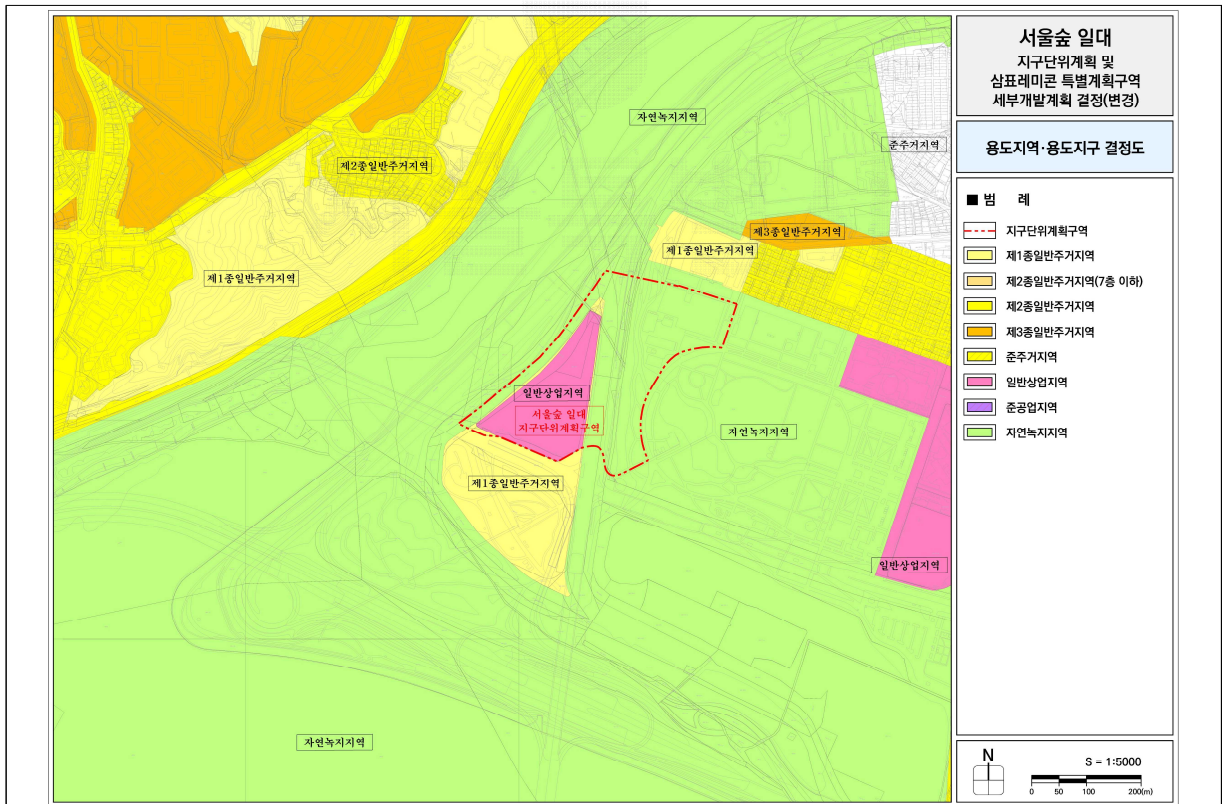 서울숲 일대
지구단위계획 및
삼표레미콘 특별계획구역
세부개발계획 결정(변경)
용도지역·용도지구 결정도
■ 범 례
지구단위계획구역
제1종일반주거지역
제2종일반주거지역(7층 이하)
제2종일반주거지역
제3종일반주거지역
준주거지역
일반상업지역
준공업지역
자연녹지지역
N
S = 1:5000
0 50 100 200(m)
자연녹지지역
준주거지역
제2종일반주거지역
제3종일반주거지역
제1종일반주거지역
제1종일반주거지역
일반상업지역
서울숲 일대
지구단위계획구역
자연녹지지역
제1종일반주거지역
일반상업지역
자연녹지지역